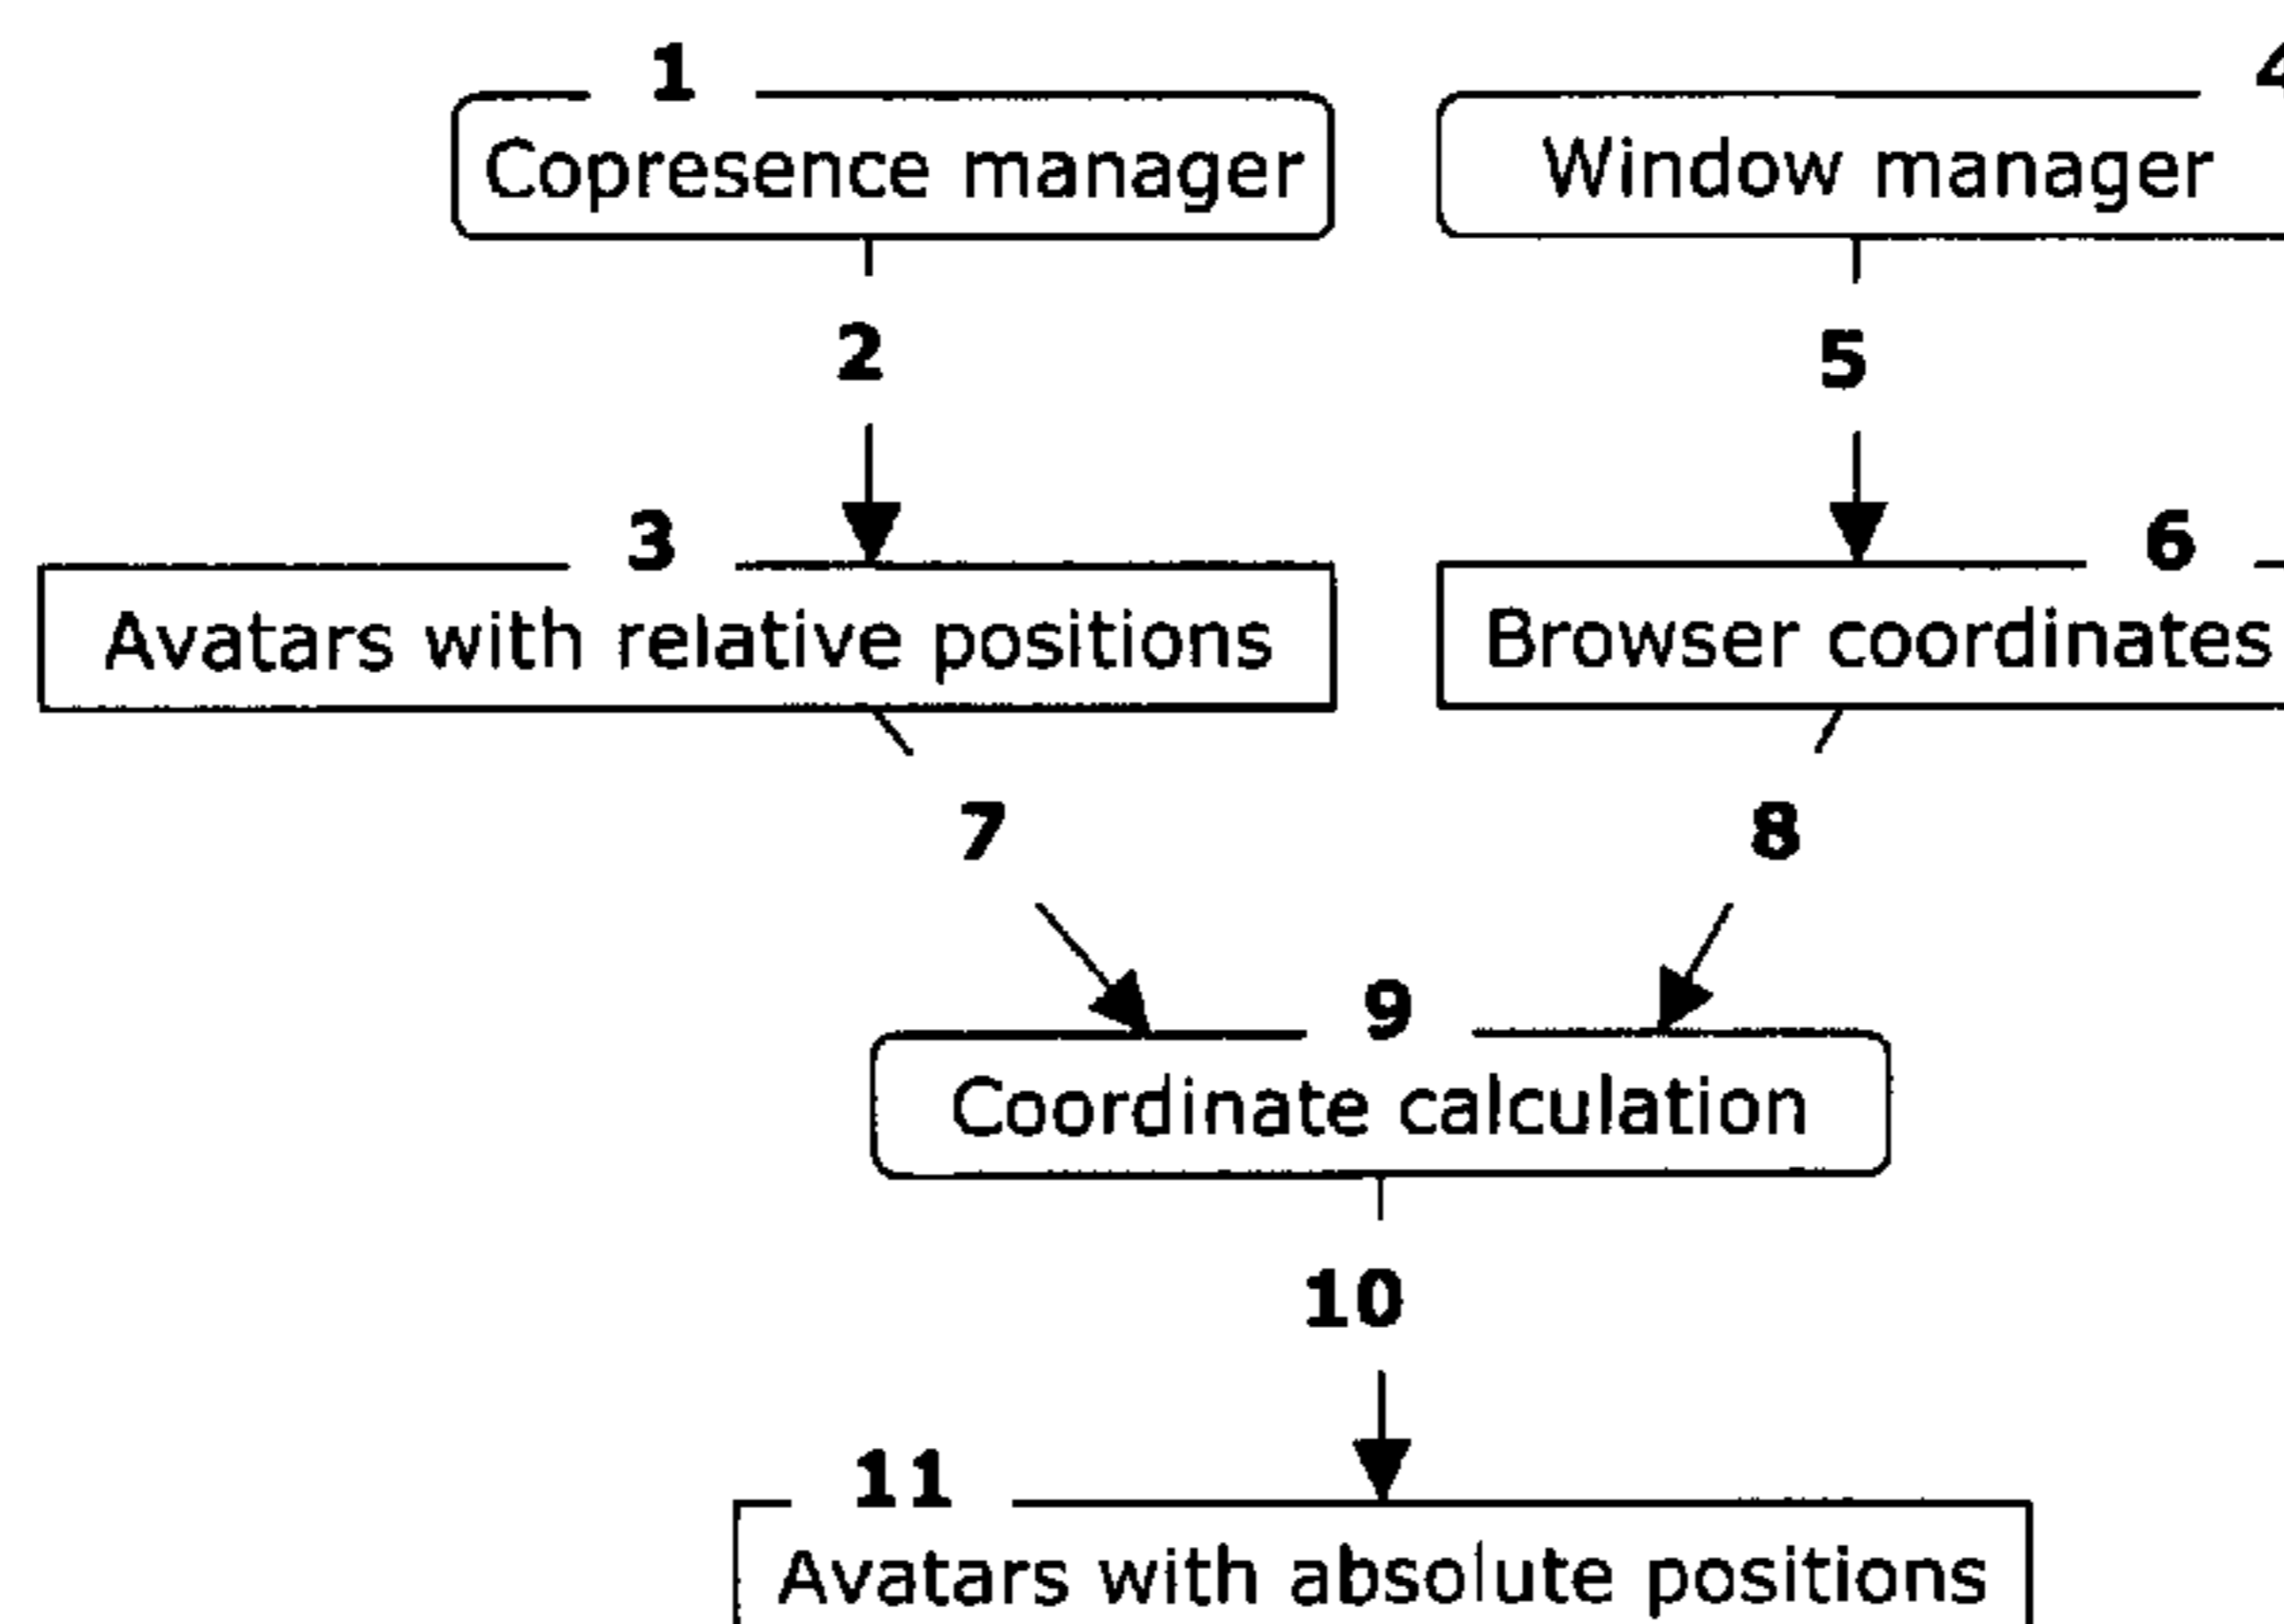 1
4
Copresence manager
Window manager
2
5
3
6
Avatars with relative positions
Browser coordinates
7
8
9
Coordinate calculation
10
11
Avatars with absolute positions